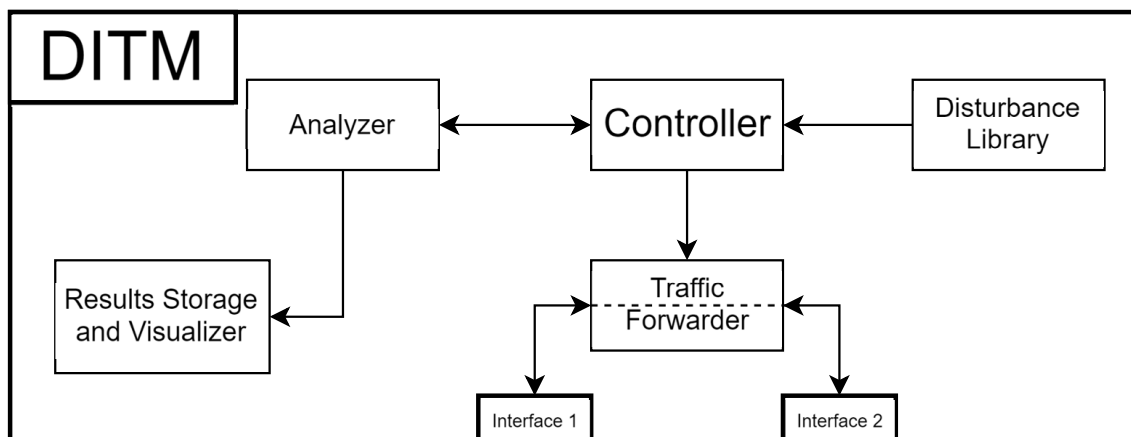 DITM
Analyzer
Controller
Disturbance
Library
Results Storage
and Visualizer
Traffic
Forwarder
Interface 1
Interface 2